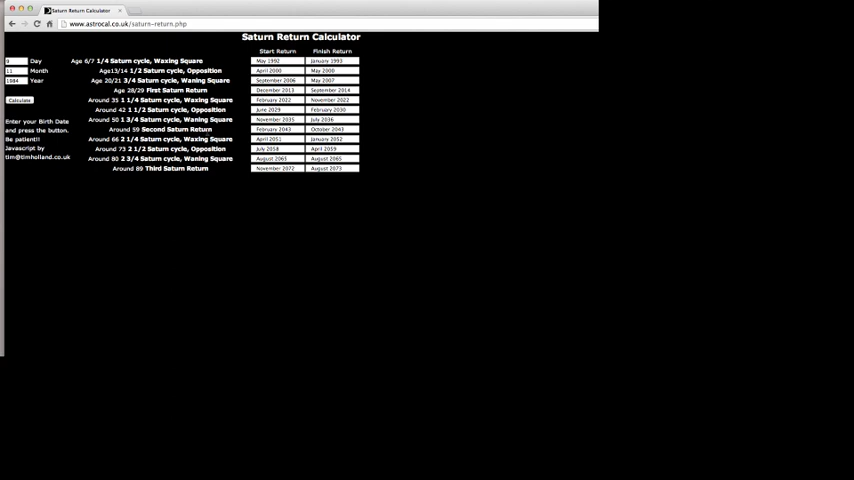 Saturn Return Calculator
www.astrocal.co.uk/saturn-return.php
Saturn Return Calculator
Start Return Finish Return
9 Day Age 6/7 1/4 Saturn cycle, Waxing Square May 1992 January 1993
11 Month Age13/14 1/2 Saturn cycle, Opposition April 2000 May 2000
1984 Year Age 20/21 3/4 Saturn cycle, Waning Square September 2006 May 2007
Age 28/29 First Saturn Return December 2013 September 2014
Calculate Around 35 1 1/4 Saturn cycle, Waxing Square February 2022 November 2022
Around 42 1 1/2 Saturn cycle, Opposition June 2029 February 2030
Around 50 1 3/4 Saturn cycle, Waning Square November 2035 July 2036
Enter your Birth Date
and press the button. Around 59 Second Saturn Return February 2043 October 2043
Be patient!! Around 66 2 1/4 Saturn cycle, Waxing Square April 2051 January 2052
Javascript by Around 73 2 1/2 Saturn cycle, Opposition July 2058 April 2059
tim@timholland.co.uk Around 80 2 3/4 Saturn cycle, Waning Square August 2065 August 2065
Around 89 Third Saturn Return November 2072 August 2073